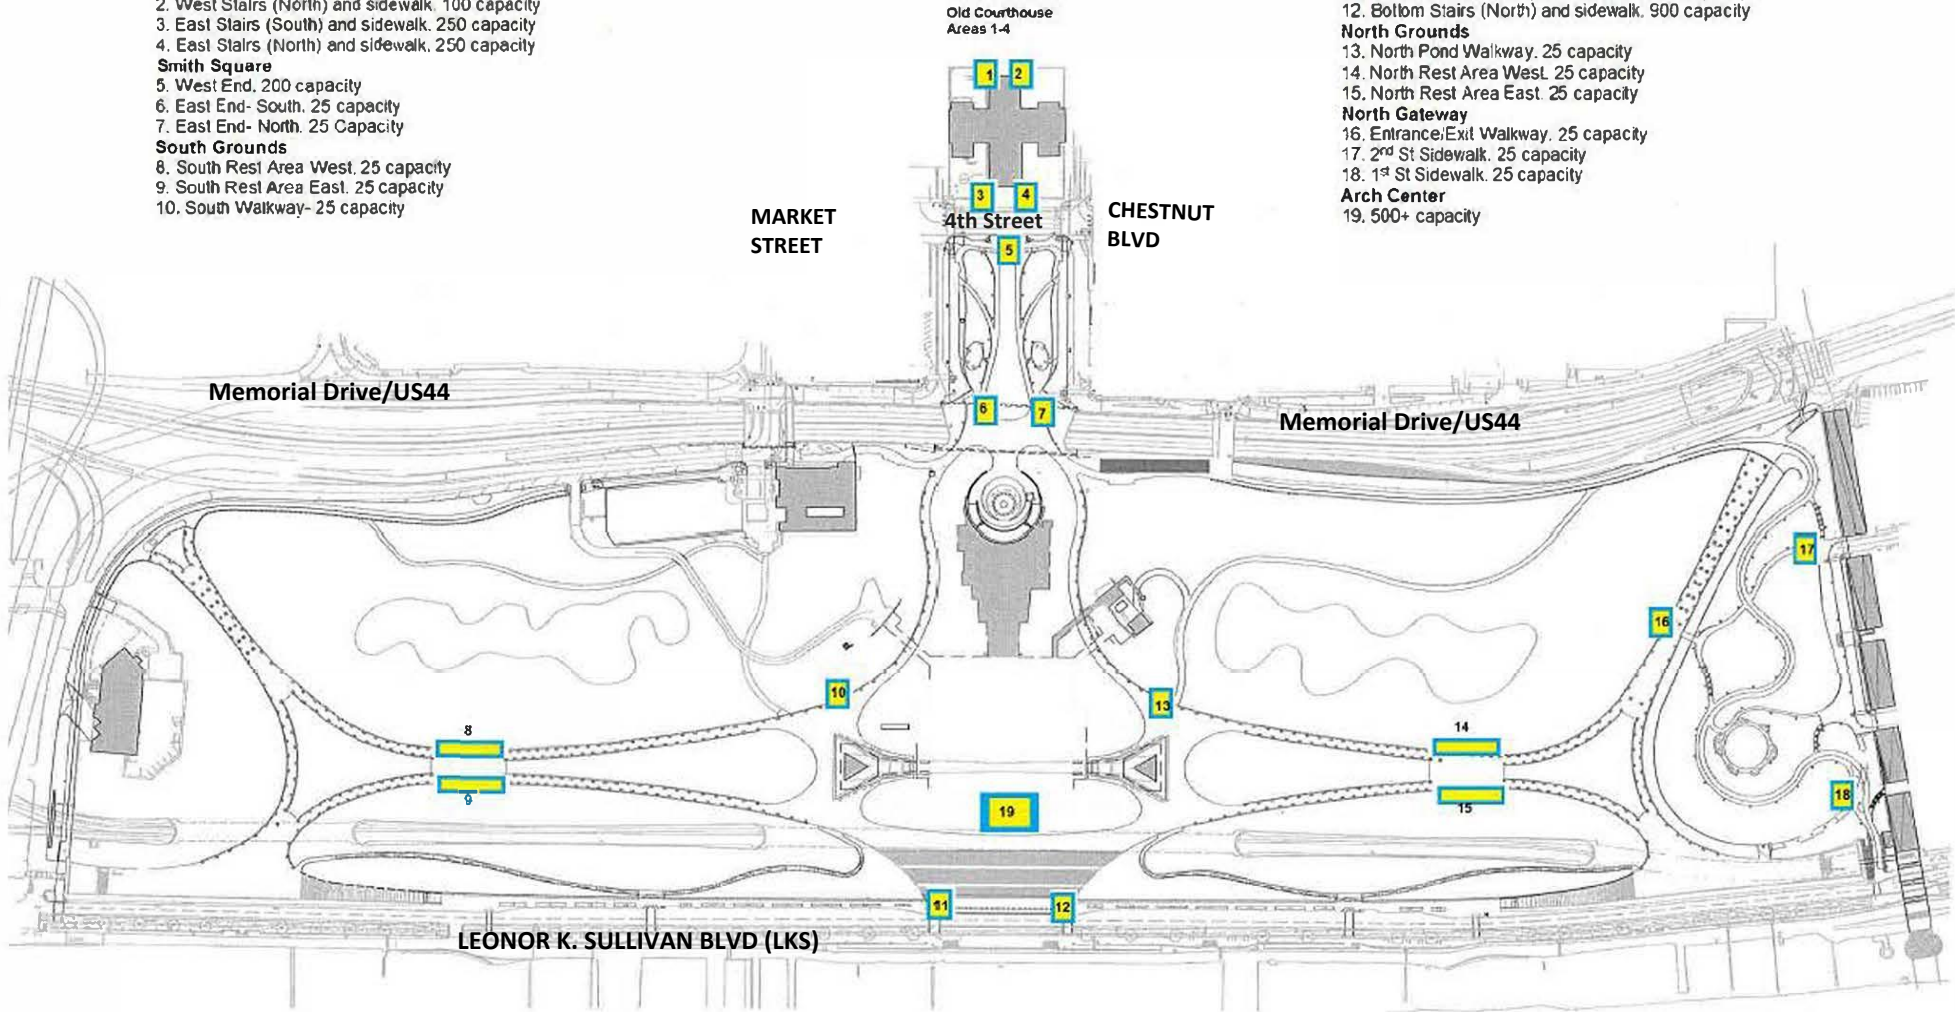 2. West Stairs (North) and sidewalk. 100 capacity
3. East Stairs (South) and sidewalk. 250 capacity
4. East Stairs (North) and sidewalk. 250 capacity
Smith Square
5. West End. 200 capacity
6. East End- South. 25 capacity
7. East End- North. 25 Capacity
South Grounds
8. South Rest Area West. 25 capacity
9. South Rest Area East. 25 capacity
10. South Walkway- 25 capacity
Old Courthouse
Areas 1-4
12. Bottom Stairs (North) and sidewalk. 900 capacity
North Grounds
13. North Pond Walkway. 25 capacity
14. North Rest Area West. 25 capacity
15. North Rest Area East. 25 capacity
North Gateway
16. Entrance/Exit Walkway. 25 capacity
17. 2nd St Sidewalk. 25 capacity
18. 1st St Sidewalk. 25 capacity
Arch Center
19. 500+ capacity
1 2
3 4
MARKET
STREET
4th Street
CHESTNUT
BLVD
5
Memorial Drive/US44
6 7
Memorial Drive/US44
17
16
10
13
8
14
9
15
19
18
11
12
LEONOR K. SULLIVAN BLVD (LKS)